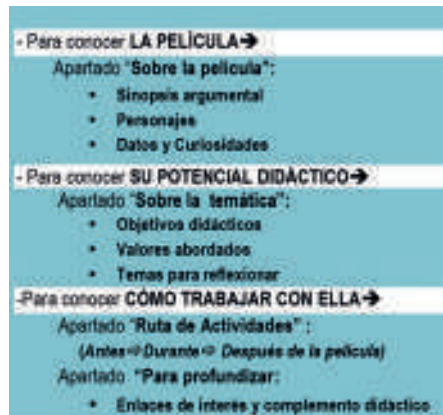 - Para conocer LA PELÍCULA➔
Apartado "Sobre la película":
• Sinopsis argumental
• Personajes
• Datos y Curiosidades
- Para conocer SU POTENCIAL DIDÁCTICO➔
Apartado "Sobre la temática":
• Objetivos didácticos
• Valores abordados
• Temas para reflexionar
-Para conocer CÓMO TRABAJAR CON ELLA➔
Apartado "Ruta de Actividades" :
(Antes⇨Durante⇨ Después de la película)
Apartado "Para profundizar:
• Enlaces de interés y complemento didáctico